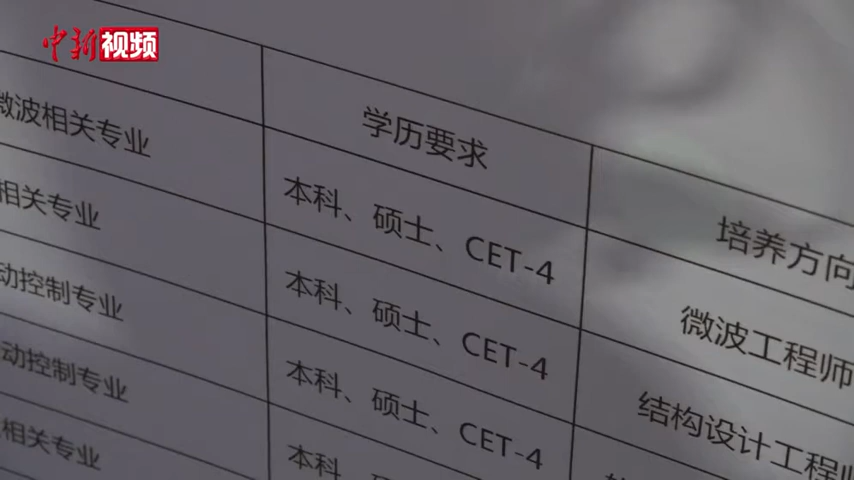 中新视频
学历要求
培养方向
微波相关专业
本科、硕士、CET-4
微波工程师
相关专业
本科、硕士、CET-4
结构设计工程师
动控制专业
本科、硕士、CET-4
动控制专业
本科、硕
相关专业